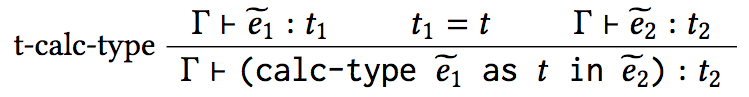 Γ ⊢ ẽ₁ : t₁ t₁ = t Γ ⊢ ẽ₂ : t₂
t-calc-type
Γ ⊢ (calc-type ẽ₁ as t in ẽ₂) : t₂